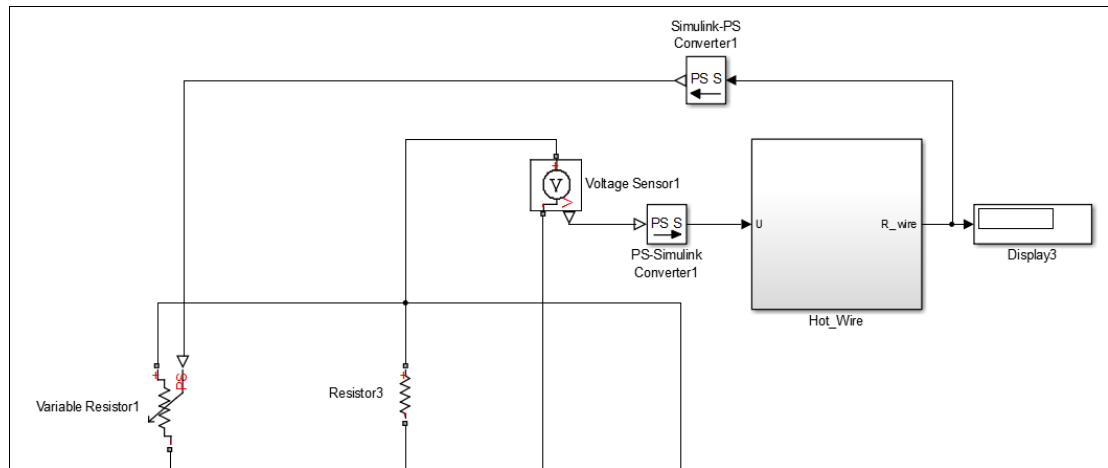 Simulink-PS
Converter1
PS S
V
+
V
Voltage Sensor1
PS S
PS-Simulink
Converter1
U
R_wire
Hot_Wire
Display3
+
PS
Variable Resistor1
+
Resistor3